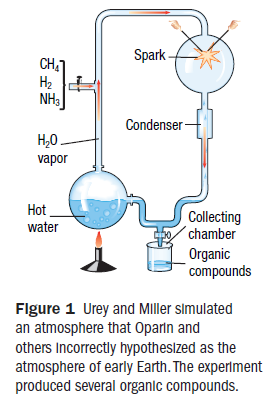 Spark
CH₄
H₂
NH₃
Condenser
H₂O
vapor
Hot
water
Collecting
chamber
Organic
compounds
Figure 1 Urey and Miller simulated
an atmosphere that Oparin and
others incorrectly hypothesized as the
atmosphere of early Earth. The experiment
produced several organic compounds.